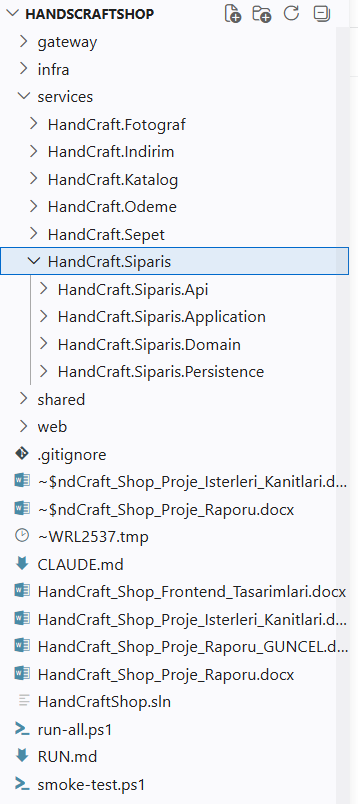 HANDSCRAFTSHOP
gateway
infra
services
HandCraft.Fotograf
HandCraft.Indirim
HandCraft.Katalog
HandCraft.Odeme
HandCraft.Sepet
HandCraft.Siparis
HandCraft.Siparis.Api
HandCraft.Siparis.Application
HandCraft.Siparis.Domain
HandCraft.Siparis.Persistence
shared
web
.gitignore
~$ndCraft_Shop_Proje_Isterleri_Kanitlari.d...
~$ndCraft_Shop_Proje_Raporu.docx
~WRL2537.tmp
CLAUDE.md
HandCraft_Shop_Frontend_Tasarimlari.docx
HandCraft_Shop_Proje_Isterleri_Kanitlari.d...
HandCraft_Shop_Proje_Raporu_GUNCEL.d...
HandCraft_Shop_Proje_Raporu.docx
HandCraftShop.sln
run-all.ps1
RUN.md
smoke-test.ps1